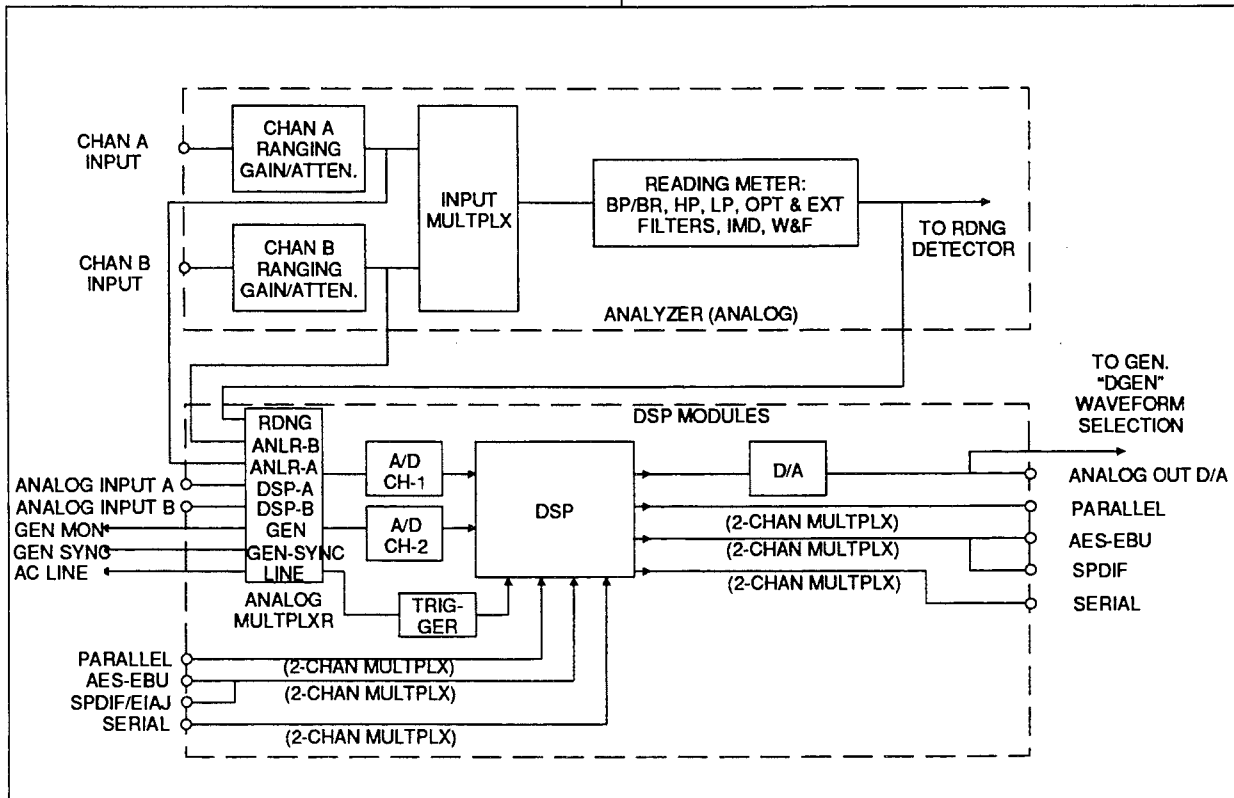 CHAN A
INPUT
CHAN A
RANGING
GAIN/ATTEN.
INPUT
MULTPLX
READING METER:
BP/BR, HP, LP, OPT & EXT
FILTERS, IMD, W&F
TO RDNG
DETECTOR
CHAN B
INPUT
CHAN B
RANGING
GAIN/ATTEN.
ANALYZER (ANALOG)
TO GEN.
"DGEN"
WAVEFORM
SELECTION
DSP MODULES
RDNG
ANLR-B
ANLR-A
DSP-A
DSP-B
GEN
GEN-SYNC
LINE
ANALOG
MULTPLXR
ANALOG INPUT A
ANALOG INPUT B
GEN MON
GEN SYNC
AC LINE
A/D
CH-1
A/D
CH-2
TRIG-
GER
DSP
D/A
ANALOG OUT D/A
(2-CHAN MULTPLX)
PARALLEL
(2-CHAN MULTPLX)
AES-EBU
SPDIF
(2-CHAN MULTPLX)
SERIAL
PARALLEL
(2-CHAN MULTPLX)
AES-EBU
(2-CHAN MULTPLX)
SPDIF/EIAJ
SERIAL
(2-CHAN MULTPLX)